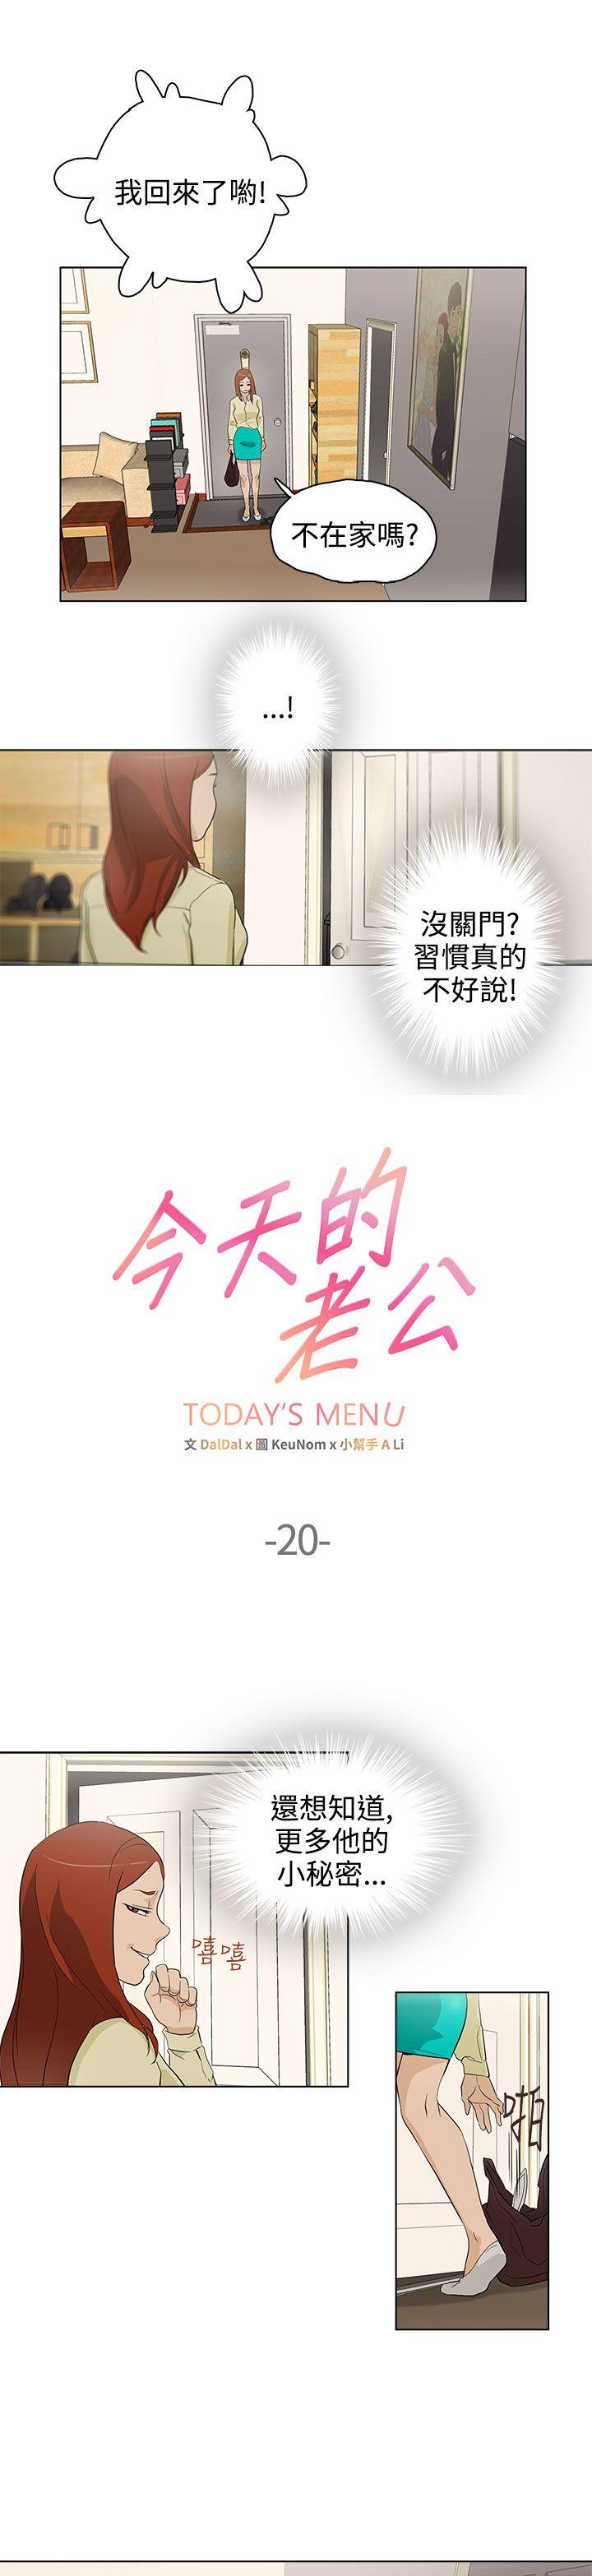 我回來了喲!
不在家嗎?
...!
沒關門?
習慣真的
不好說!
今天的
老公
TODAY'S MENU
文 DalDal x 圖 KeuNom x 小幫手 A Li
-20-
還想知道,
更多他的
小秘密...
嘻嘻
啪